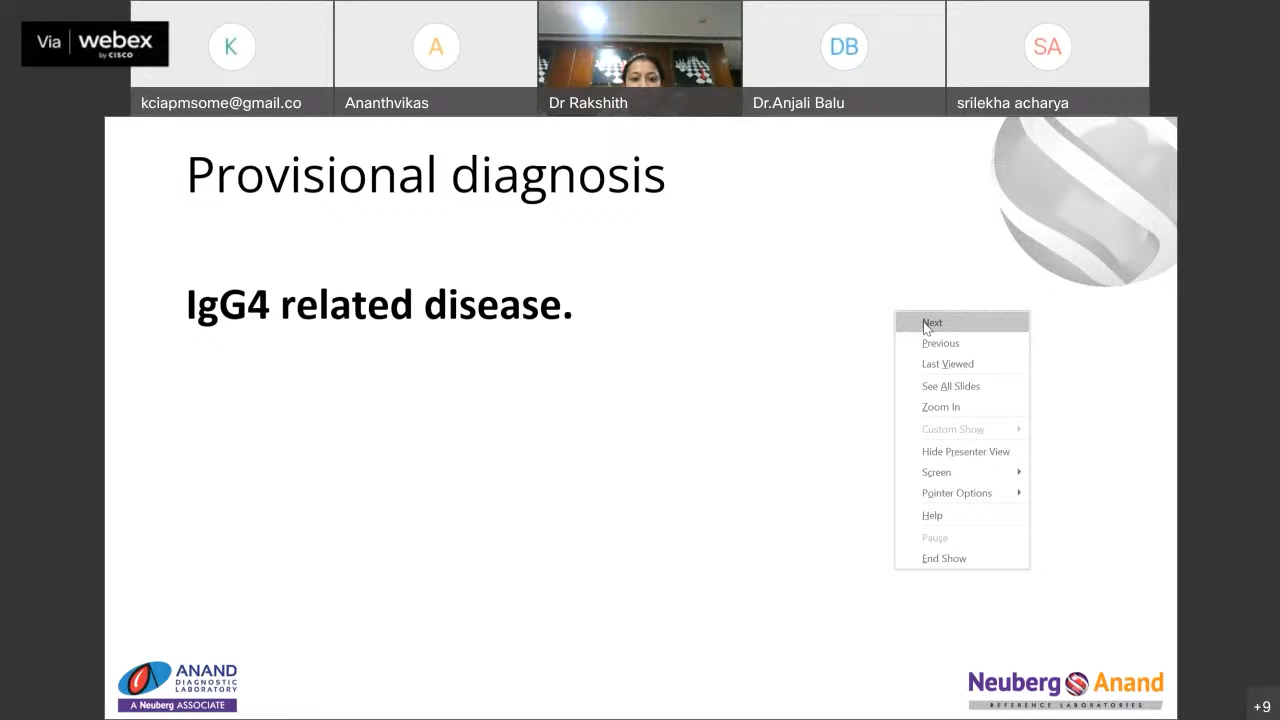 Via webex
by CISCO
K
A
DB
SA
kciapmsome@gmail.co
Ananthvikas
Dr Rakshith
Dr.Anjali Balu
srilekha acharya
Provisional diagnosis
IgG4 related disease.
Next
Previous
Last Viewed
See All Slides
Zoom In
Custom Show
Hide Presenter View
Screen
Pointer Options
Help
Pause
End Show
ANAND
DIAGNOSTIC
LABORATORY
A Neuberg ASSOCIATE
Neuberg Anand
REFERENCE LABORATORIES
+9